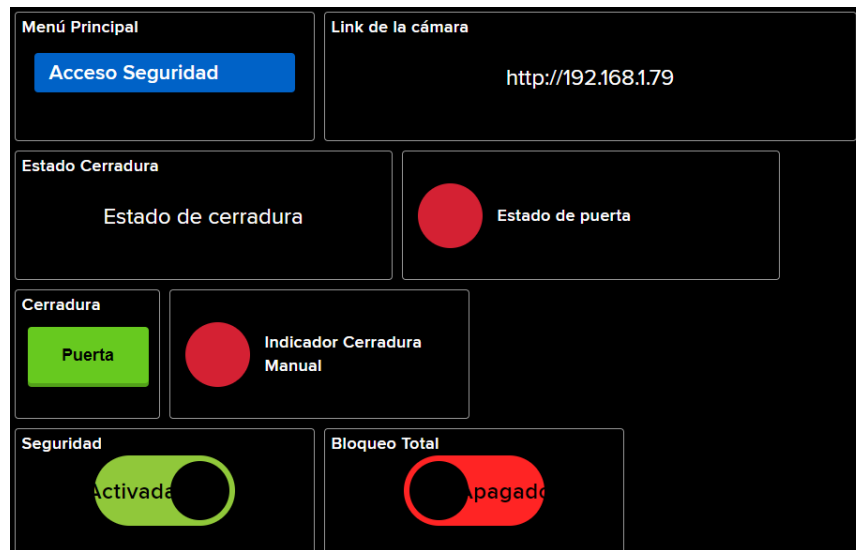 Menú Principal
Link de la cámara
Acceso Seguridad
http://192.168.1.79
Estado Cerradura
Estado de cerradura
Estado de puerta
Cerradura
Puerta
Indicador Cerradura
Manual
Seguridad
Bloqueo Total
Activada
Apagado